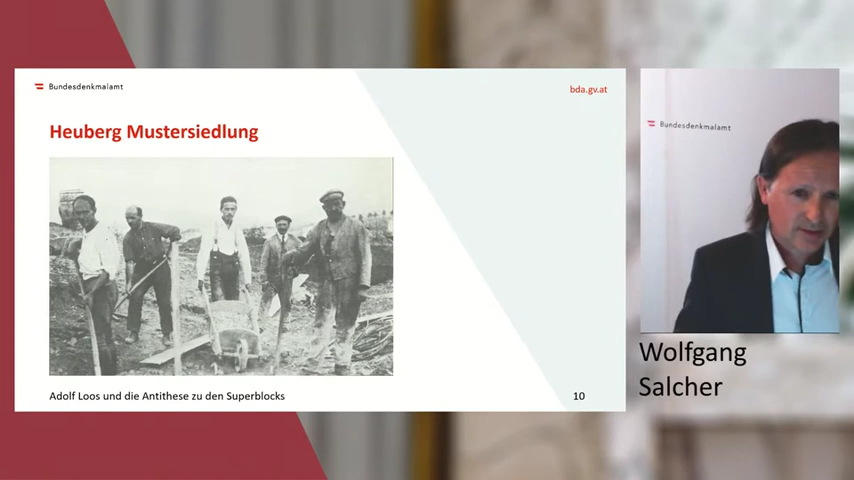 Bundesdenkmalamt
bda.gv.at
Heuberg Mustersiedlung
Adolf Loos und die Antithese zu den Superblocks
10
Bundesdenkmalamt
Wolfgang
Salcher